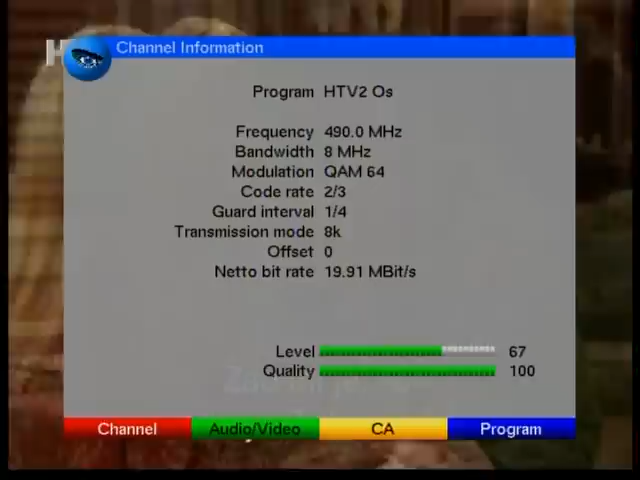 H
Channel Information
Program HTV2 Os
Frequency 490.0 MHz
Bandwidth 8 MHz
Modulation QAM 64
Code rate 2/3
Guard interval 1/4
Transmission mode 8k
Offset 0
Netto bit rate 19.91 MBit/s
Level 67
Quality 100
Channel Audio/Video CA Program